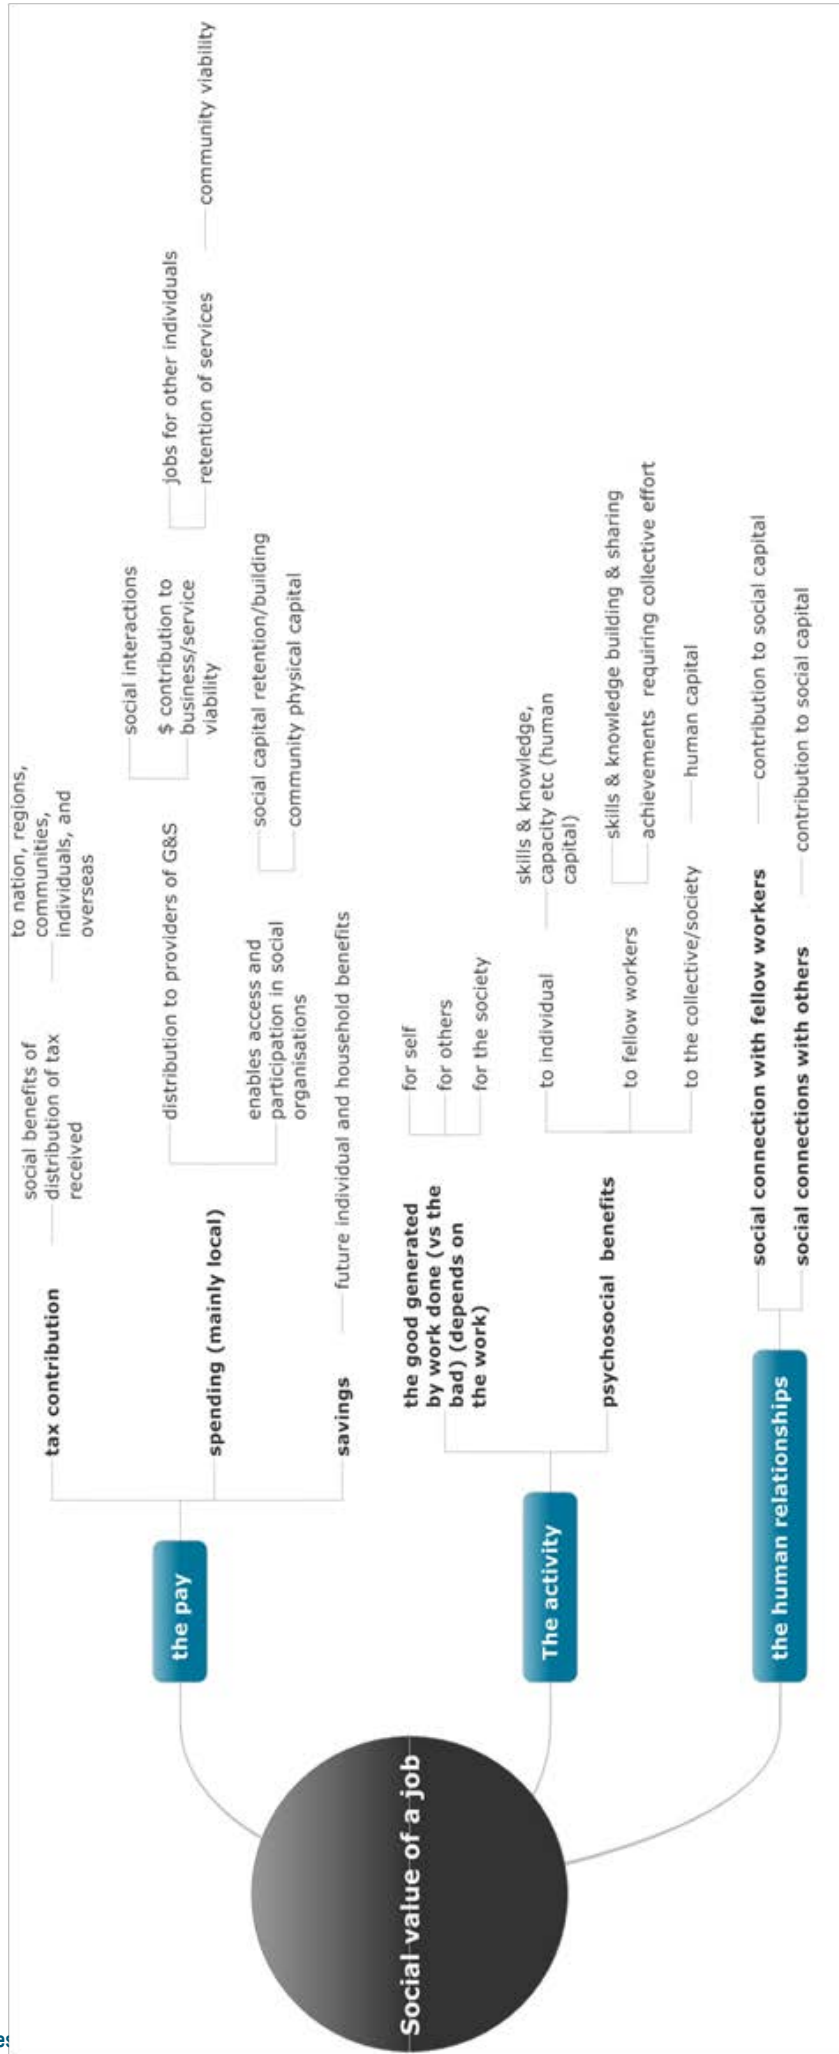 Social value of a job
the pay
tax contribution
social benefits of
distribution of tax
received
to nation, regions,
communities,
individuals, and
overseas
spending (mainly local)
distribution to providers of G&S
social interactions
$ contribution to
business/service
viability
jobs for other individuals
retention of services
community viability
enables access and
participation in social
organisations
social capital retention/building
community physical capital
savings
future individual and household benefits
The activity
the good generated
by work done (vs the
bad) (depends on
the work)
for self
for others
for the society
psychosocial benefits
to individual
skills & knowledge,
capacity etc (human
capital)
to fellow workers
skills & knowledge building & sharing
achievements requiring collective effort
to the collective/society
human capital
the human relationships
social connection with fellow workers
contribution to social capital
social connections with others
contribution to social capital